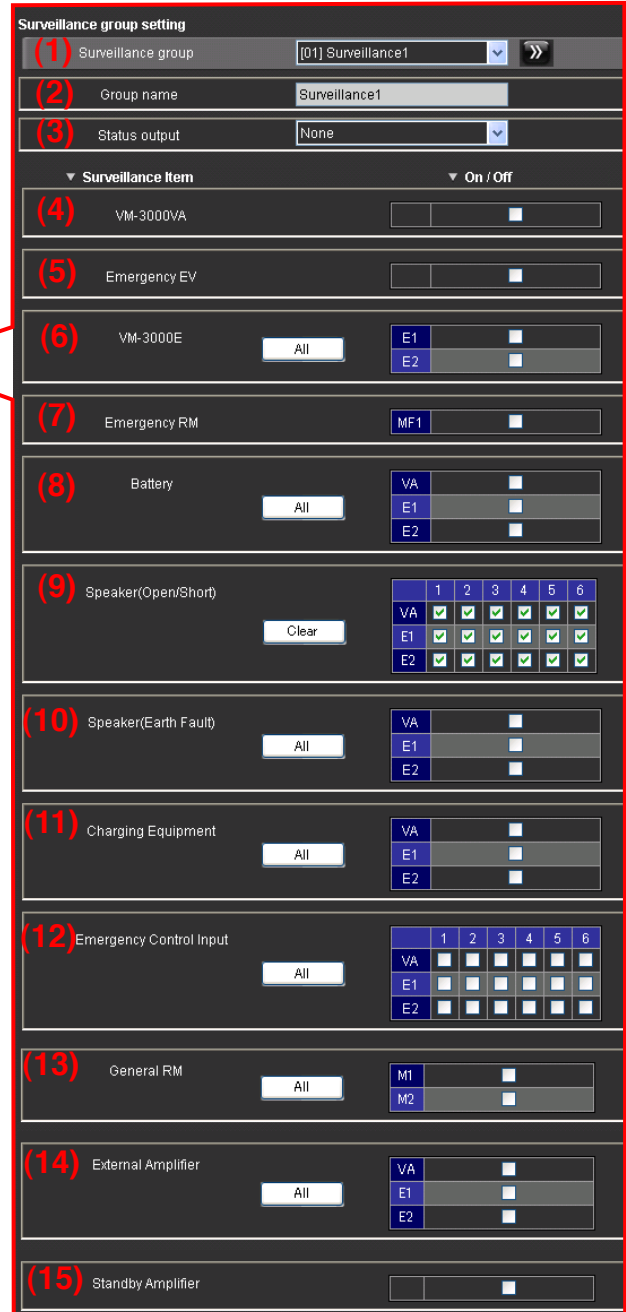 Surveillance group setting
(1) Surveillance group [01] Surveillance1 »
(2) Group name Surveillance1
(3) Status output None
▼ Surveillance Item ▼ On / Off
(4) VM-3000VA
(5) Emergency EV
(6) VM-3000E All E1
E2
(7) Emergency RM MF1
(8) Battery All VA
E1
E2
(9) Speaker(Open/Short) Clear 1 2 3 4 5 6
VA
E1
E2
(10) Speaker(Earth Fault) All VA
E1
E2
(11) Charging Equipment All VA
E1
E2
(12) Emergency Control Input All 1 2 3 4 5 6
VA
E1
E2
(13) General RM All M1
M2
(14) External Amplifier All VA
E1
E2
(15) Standby Amplifier